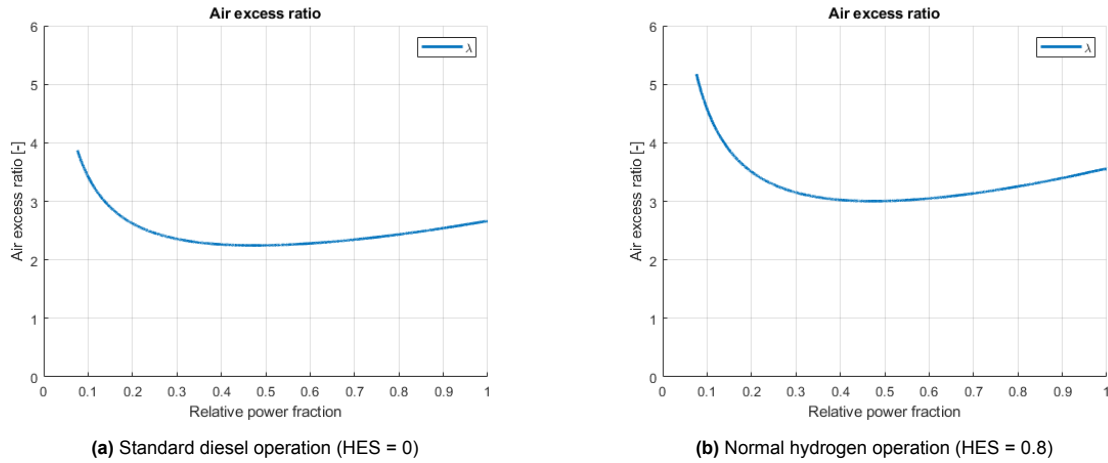 Air excess ratio
λ
6
5
4
3
2
1
0
Air excess ratio [-]
0 0.1 0.2 0.3 0.4 0.5 0.6 0.7 0.8 0.9 1
Relative power fraction
(a) Standard diesel operation (HES = 0)
Air excess ratio
λ
6
5
4
3
2
1
0
Air excess ratio [-]
0 0.1 0.2 0.3 0.4 0.5 0.6 0.7 0.8 0.9 1
Relative power fraction
(b) Normal hydrogen operation (HES = 0.8)